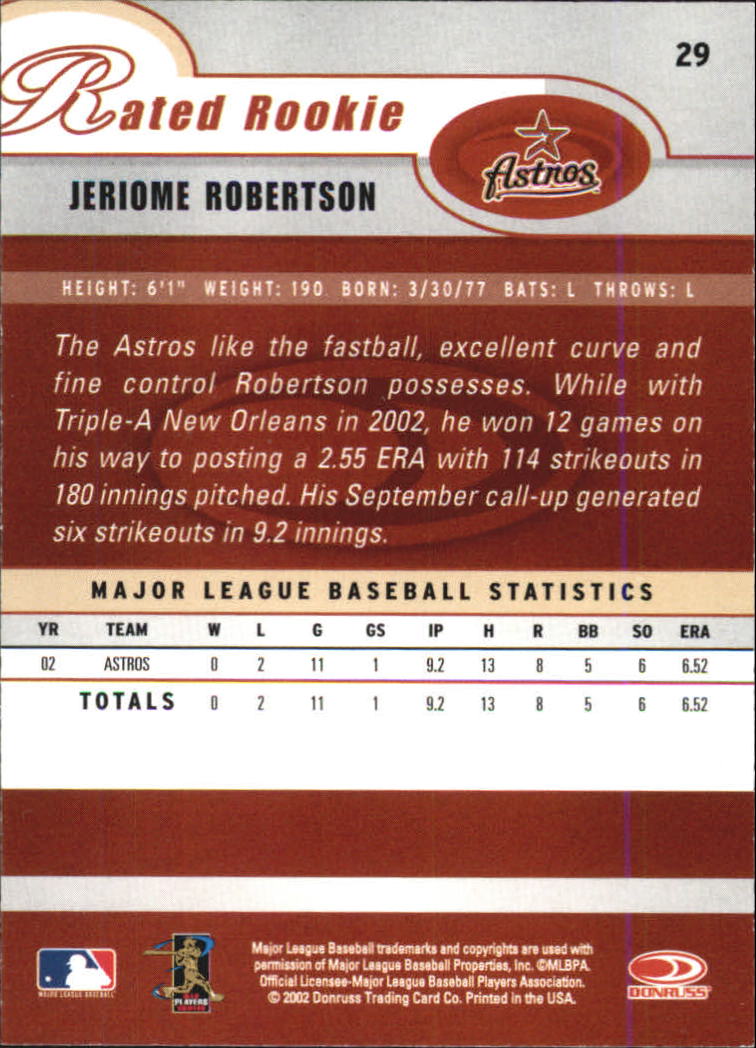 29
Rated Rookie
Astros
JERIOME ROBERTSON
HEIGHT: 6'1" WEIGHT: 190 BORN: 3/30/77 BATS: L THROWS: L
The Astros like the fastball, excellent curve and
fine control Robertson possesses. While with
Triple-A New Orleans in 2002, he won 12 games on
his way to posting a 2.55 ERA with 114 strikeouts in
180 innings pitched. His September call-up generated
six strikeouts in 9.2 innings.
MAJOR LEAGUE BASEBALL STATISTICS
YR TEAM W L G GS IP H R BB SO ERA
02 ASTROS 0 2 11 1 9.2 13 8 5 6 6.52
TOTALS 0 2 11 1 9.2 13 8 5 6 6.52
Major League Baseball trademarks and copyrights are used with
permission of Major League Baseball Properties, Inc. ©MLBPA.
Official Licensee-Major League Baseball Players Association.
© 2002 Donruss Trading Card Co. Printed in the USA.
MAJOR LEAGUE BASEBALL
PLAYERS
DONRUSS